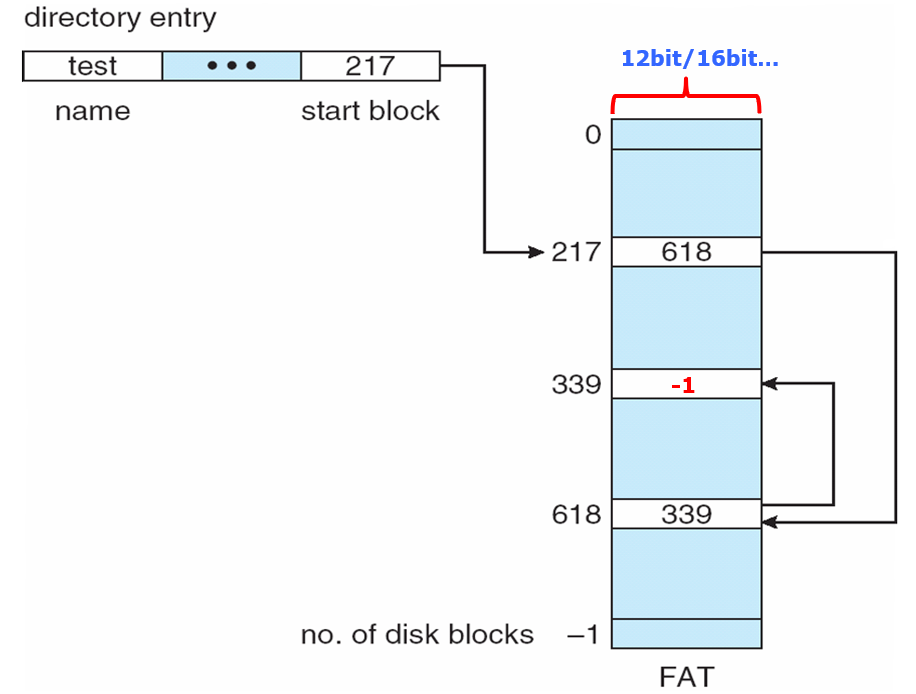 directory entry
test ••• 217
name start block
12bit/16bit...
0
217 618
339 -1
618 339
no. of disk blocks –1
FAT